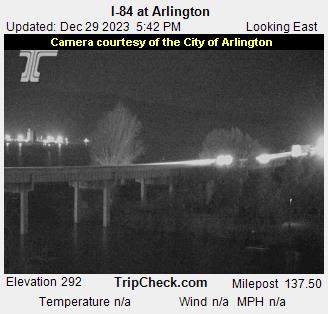 I-84 at Arlington
Updated: Dec 29 2023 5:42 PM Looking East
Camera courtesy of the City of Arlington
Elevation 292 TripCheck.com Milepost 137.50
Temperature n/a Wind n/a MPH n/a